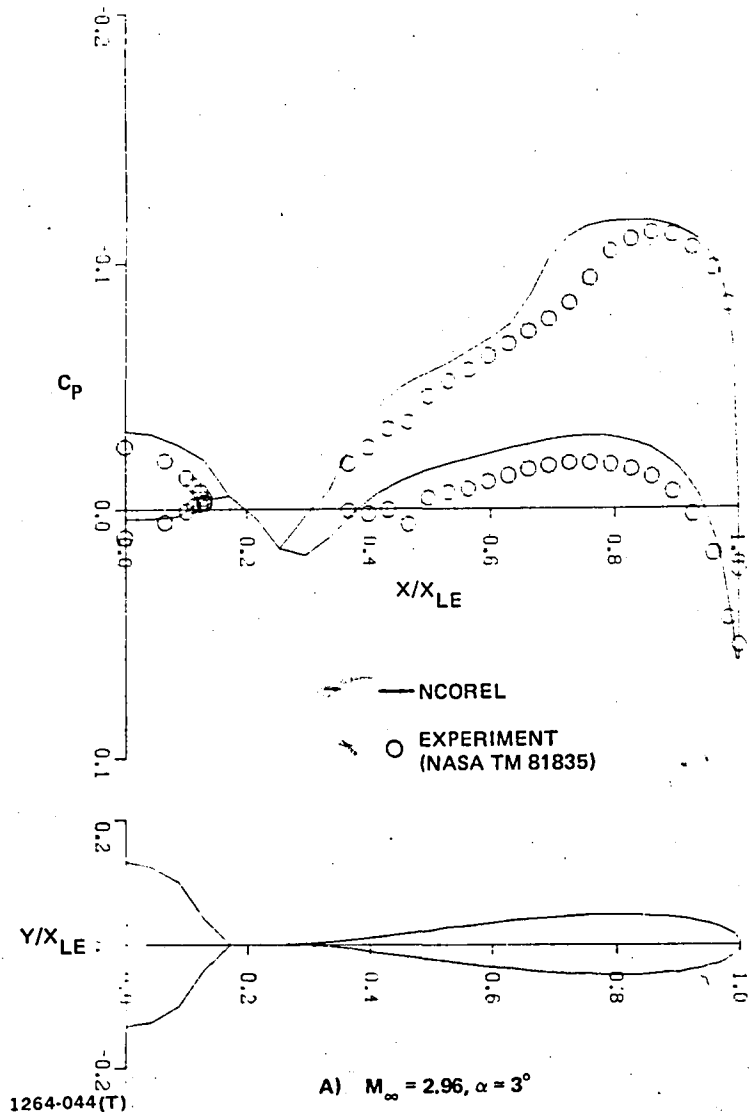 -0.2
-0.1
C_P
0.0
0.0
0.2
0.4
0.6
0.8
X/X_LE
NCOREL
EXPERIMENT
(NASA TM 81835)
0.1
0.2
Y/X_LE
0.2
0.4
0.6
0.8
1.0
-0.2
A) M_∞ = 2.96, α = 3°
1264-044(T)